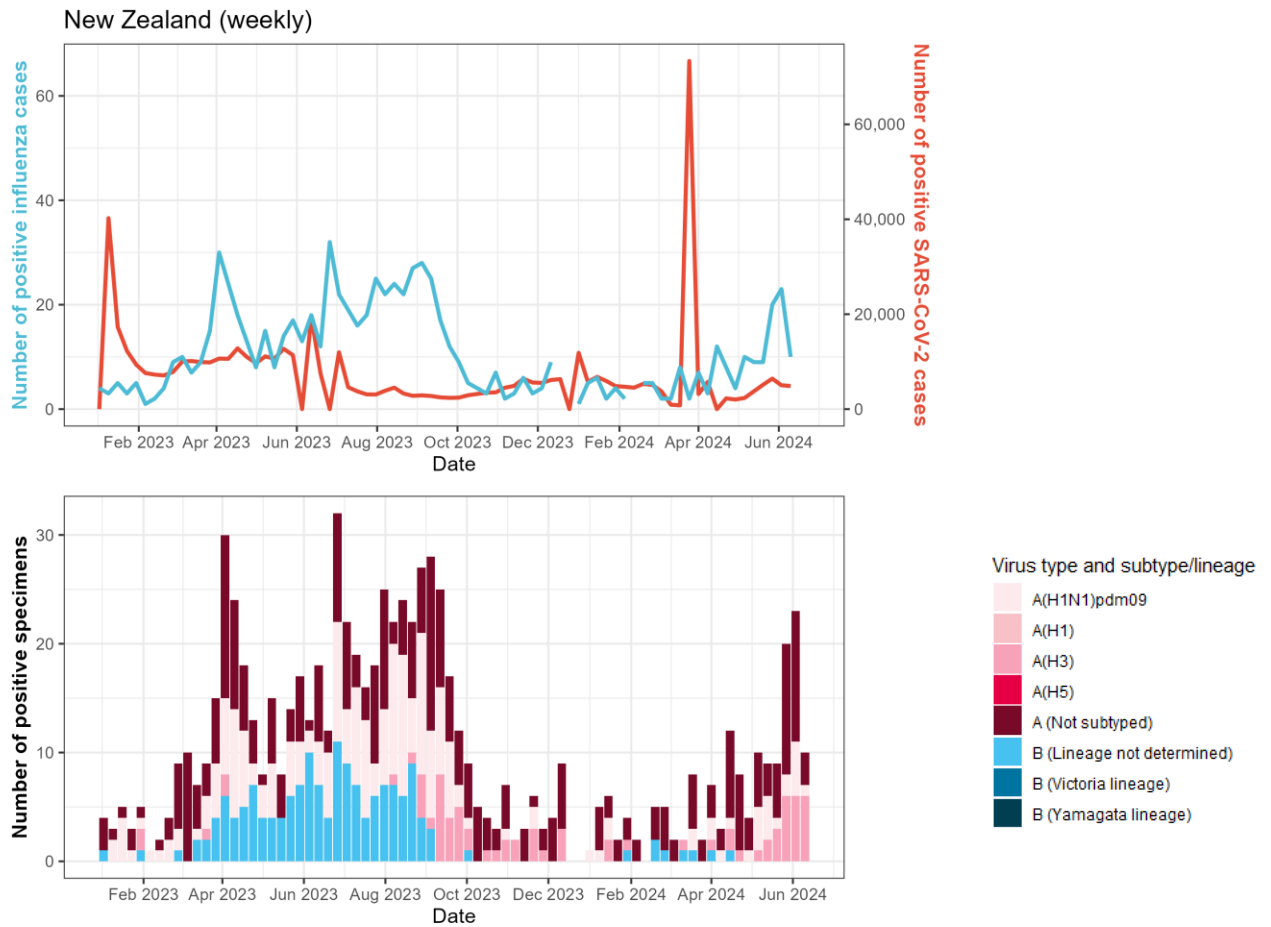 New Zealand (weekly)
Number of positive influenza cases
60
40
20
0
60,000
40,000
20,000
0
Number of positive SARS-CoV-2 cases
Feb 2023 Apr 2023 Jun 2023 Aug 2023 Oct 2023 Dec 2023 Feb 2024 Apr 2024 Jun 2024
Date
Number of positive specimens
30
20
10
0
Feb 2023 Apr 2023 Jun 2023 Aug 2023 Oct 2023 Dec 2023 Feb 2024 Apr 2024 Jun 2024
Date
Virus type and subtype/lineage
A(H1N1)pdm09
A(H1)
A(H3)
A(H5)
A (Not subtyped)
B (Lineage not determined)
B (Victoria lineage)
B (Yamagata lineage)